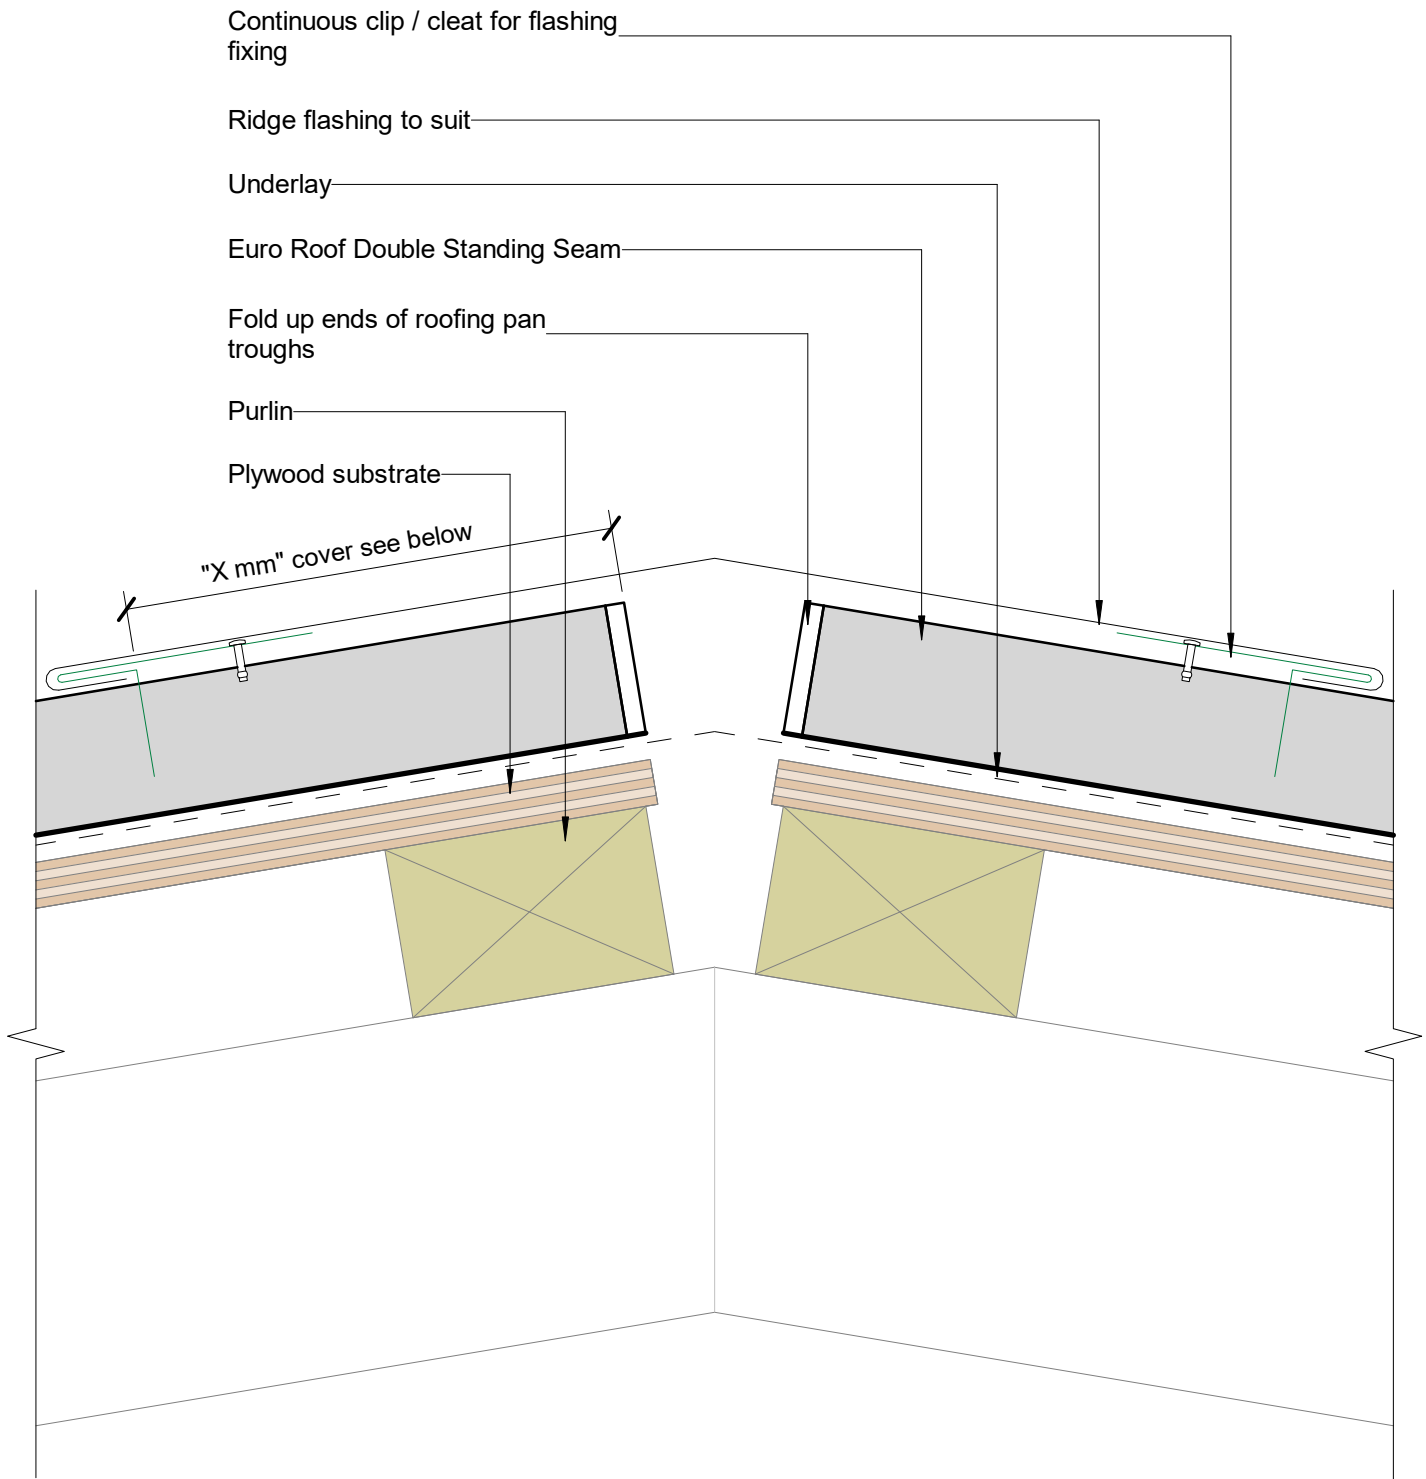 Continuous clip / cleat for flashing
fixing
Ridge flashing to suit
Underlay
Euro Roof Double Standing Seam
Fold up ends of roofing pan
troughs
Purlin
Plywood substrate
"X mm" cover see below